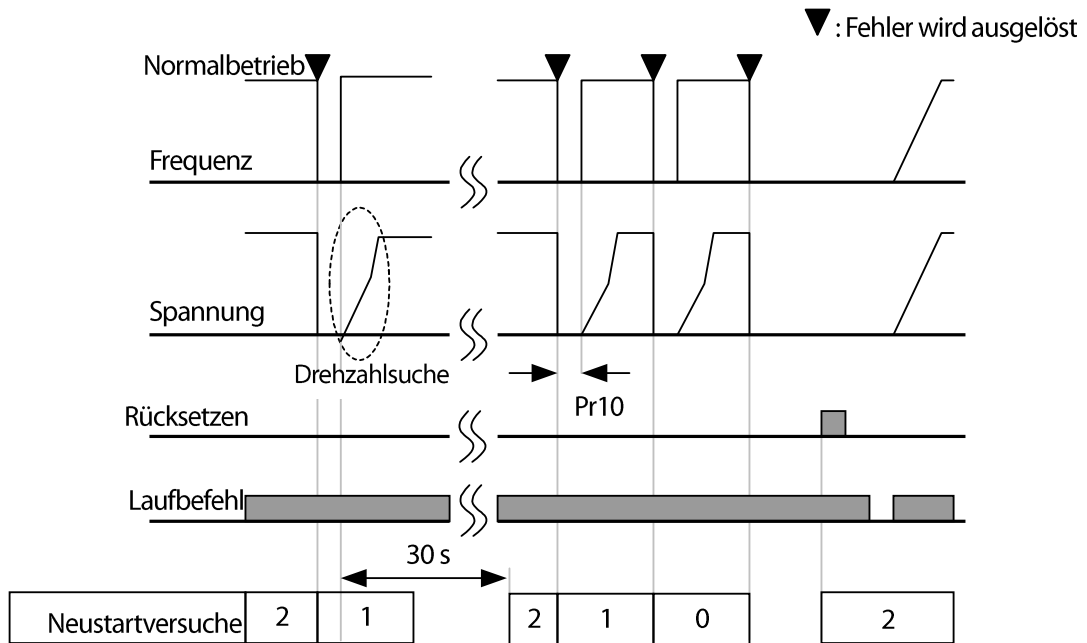 ▼ : Fehler wird ausgelöst
Normalbetrieb
Frequenz
Spannung
Drehzahlsuche
Pr10
Rücksetzen
Laufbefehl
30 s
Neustartversuche 2 1 2 1 0 2